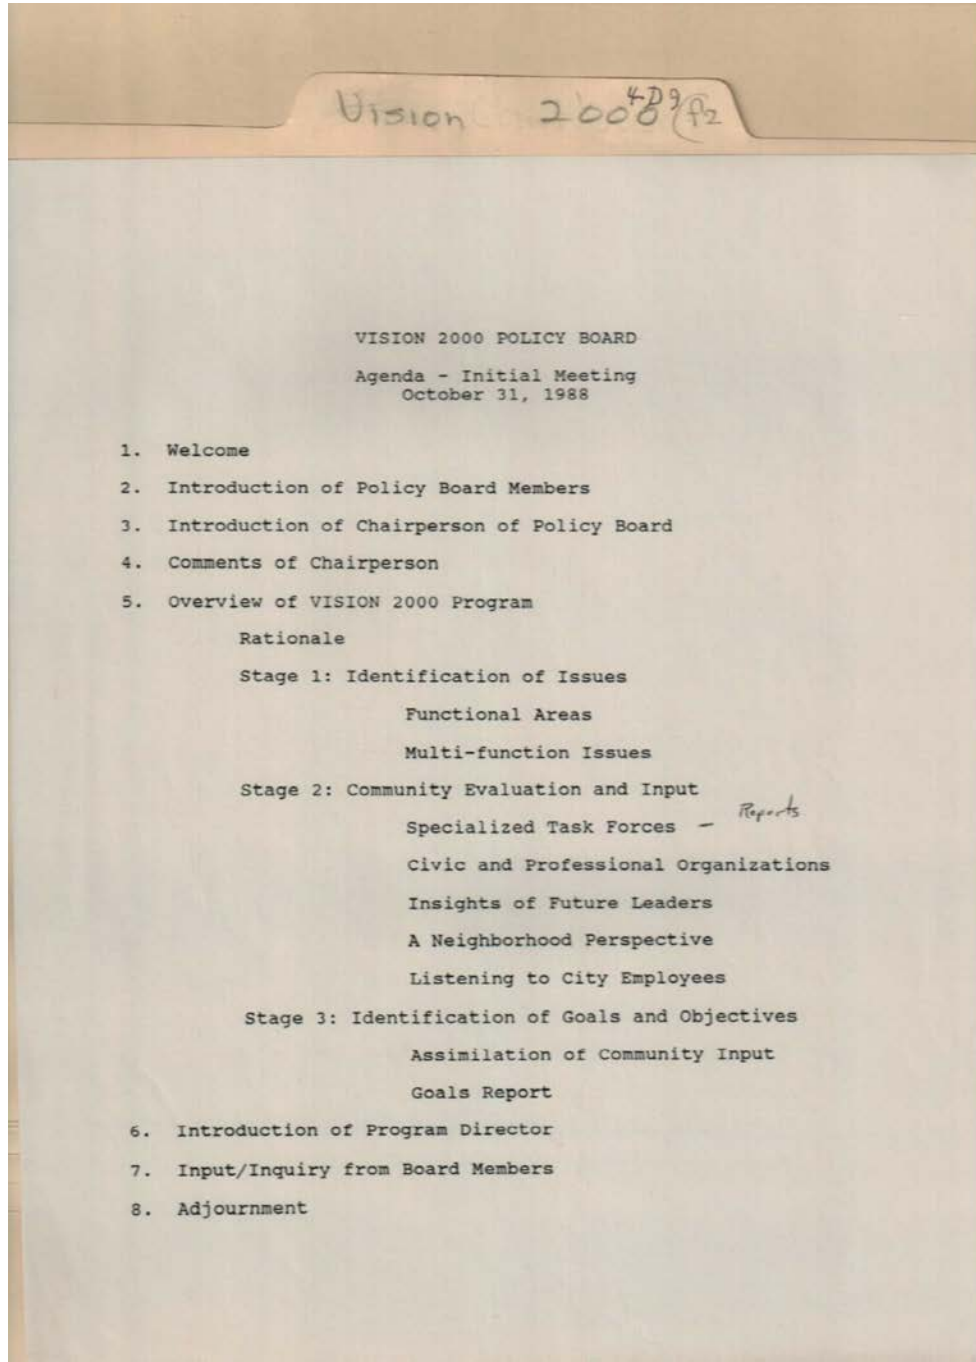 Vision 2000
4D9
f2
VISION 2000 POLICY BOARD
Agenda - Initial Meeting
October 31, 1988
1. Welcome
2. Introduction of Policy Board Members
3. Introduction of Chairperson of Policy Board
4. Comments of Chairperson
5. Overview of VISION 2000 Program
Rationale
Stage 1: Identification of Issues
Functional Areas
Multi-function Issues
Stage 2: Community Evaluation and Input
Specialized Task Forces — Reports
Civic and Professional Organizations
Insights of Future Leaders
A Neighborhood Perspective
Listening to City Employees
Stage 3: Identification of Goals and Objectives
Assimilation of Community Input
Goals Report
6. Introduction of Program Director
7. Input/Inquiry from Board Members
8. Adjournment